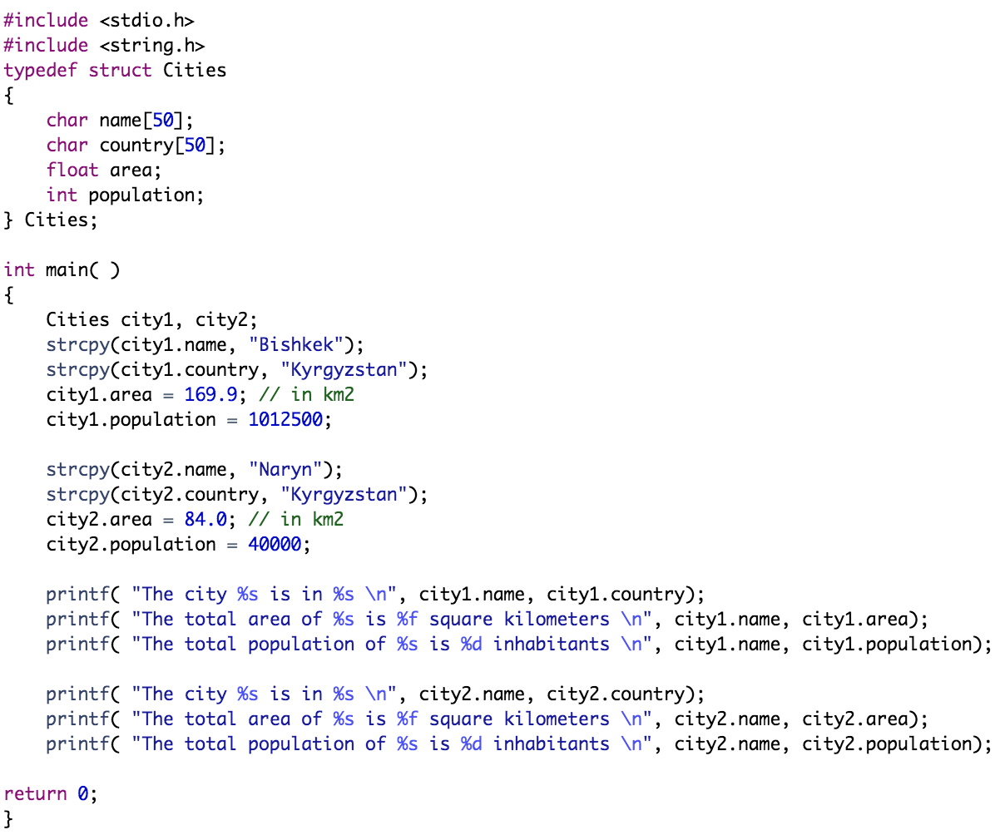 #include <stdio.h>
#include <string.h>
typedef struct Cities
{
    char name[50];
    char country[50];
    float area;
    int population;
} Cities;

int main( )
{
    Cities city1, city2;
    strcpy(city1.name, "Bishkek");
    strcpy(city1.country, "Kyrgyzstan");
    city1.area = 169.9; // in km2
    city1.population = 1012500;

    strcpy(city2.name, "Naryn");
    strcpy(city2.country, "Kyrgyzstan");
    city2.area = 84.0; // in km2
    city2.population = 40000;

    printf( "The city %s is in %s \n", city1.name, city1.country);
    printf( "The total area of %s is %f square kilometers \n", city1.name, city1.area);
    printf( "The total population of %s is %d inhabitants \n", city1.name, city1.population);

    printf( "The city %s is in %s \n", city2.name, city2.country);
    printf( "The total area of %s is %f square kilometers \n", city2.name, city2.area);
    printf( "The total population of %s is %d inhabitants \n", city2.name, city2.population);

return 0;
}